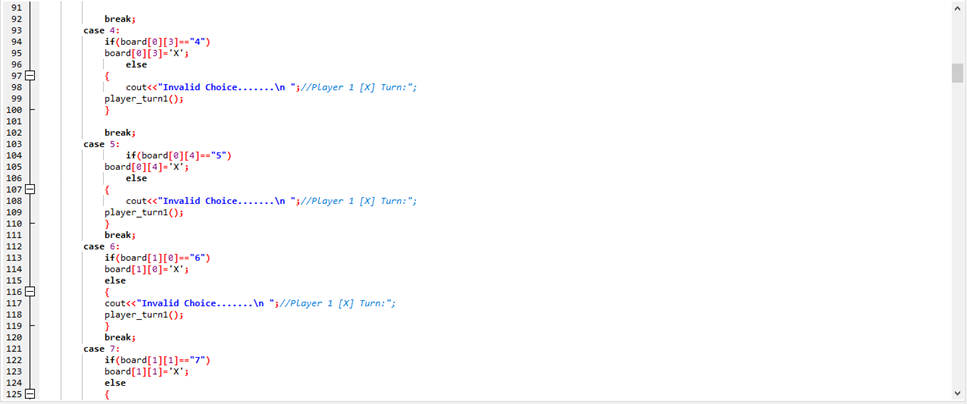 91
92 break;
93 case 4:
94 if(board[0][3]=="4")
95 board[0][3]='X';
96 else
97 {
98 cout<<"Invalid Choice.......\n ";//Player 1 [X] Turn:";
99 player_turn1();
100 }
101
102 break;
103 case 5:
104 if(board[0][4]=="5")
105 board[0][4]='X';
106 else
107 {
108 cout<<"Invalid Choice.......\n ";//Player 1 [X] Turn:";
109 player_turn1();
110 }
111 break;
112 case 6:
113 if(board[1][0]=="6")
114 board[1][0]='X';
115 else
116 {
117 cout<<"Invalid Choice.......\n ";//Player 1 [X] Turn:";
118 player_turn1();
119 }
120 break;
121 case 7:
122 if(board[1][1]=="7")
123 board[1][1]='X';
124 else
125 {